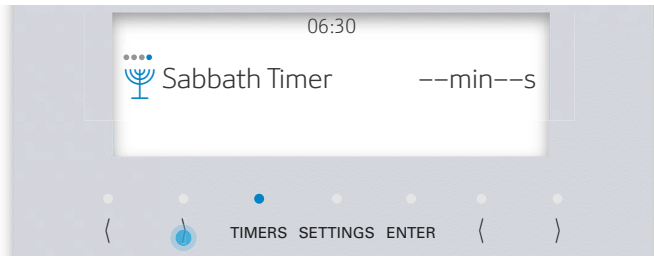 06:30
Sabbath Timer --min--s
⟨ ⟩ TIMERS SETTINGS ENTER ⟨ ⟩